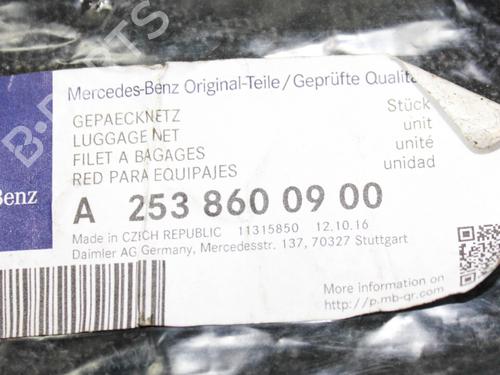 Mercedes-Benz Original-Teile/Geprüfte Qualita
GEPAECKNETZ
Stück
LUGGAGE NET
unit
FILET A BAGAGES
unité
RED PARA EQUIPAJES
unidad
Benz
A 253 860 09 00
Made in CZECH REPUBLIC 11315850 12.10.16
Daimler AG Germany, Mercedesstr. 137, 70327 Stuttgart
More information on
http://p.mb-qr.com/
B-PARTS